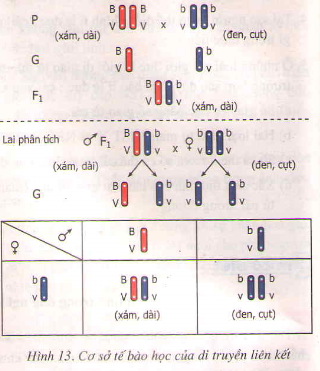 P B B x b b
V V v v
(xám, dài) (đen, cụt)
G B b
V v
F1 B b
V v (xám, dài)
Lai phân tích ♂ F1 B b x ♀ b b
V v v v
(xám, dài) (đen, cụt)
G B b b b
V v v v
♂ B b
♀ V v
b B b b b
v V v v v
(xám, dài) (đen, cụt)
Hình 13. Cơ sở tế bào học của di truyền liên kết